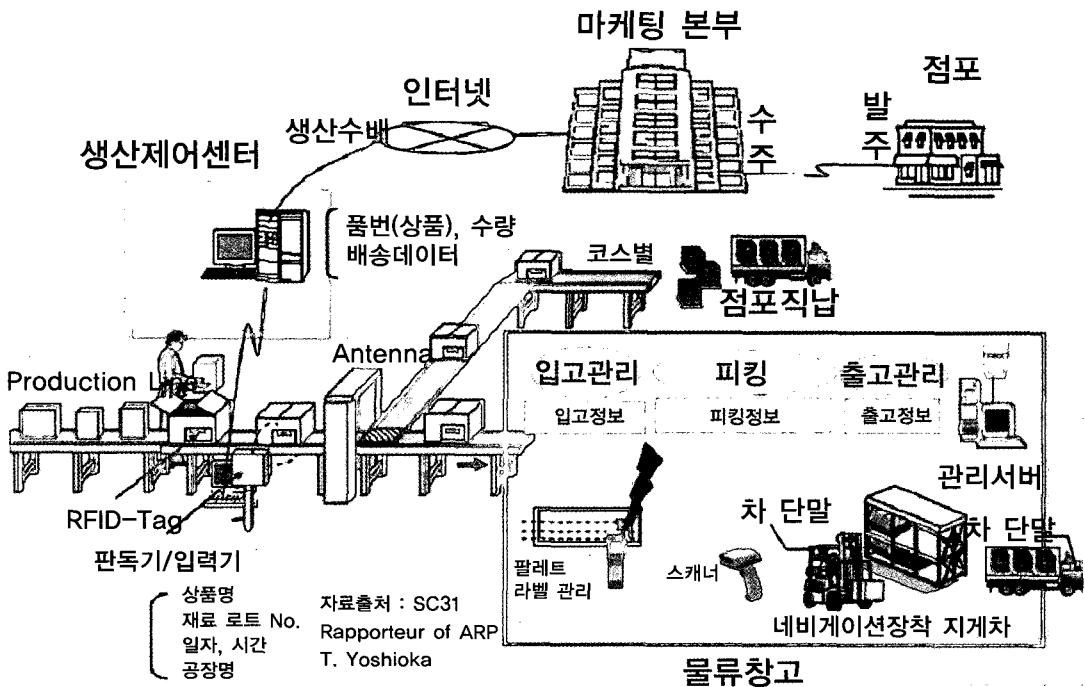 마케팅 본부
점포
인터넷
발주
수주
생산수배
생산제어센터
품번(상품), 수량
배송데이터
코스별
점포직납
Antenna
Production Line
입고관리
피킹
출고관리
입고정보
피킹정보
출고정보
관리서버
RFID-Tag
차 단말
차 단말
판독기/입력기
팔레트
라벨 관리
스캐너
상품명
재료 로트 No.
일자, 시간
공장명
자료출처 : SC31
Rapporteur of ARP
T. Yoshioka
네비게이션장착 지게차
물류창고